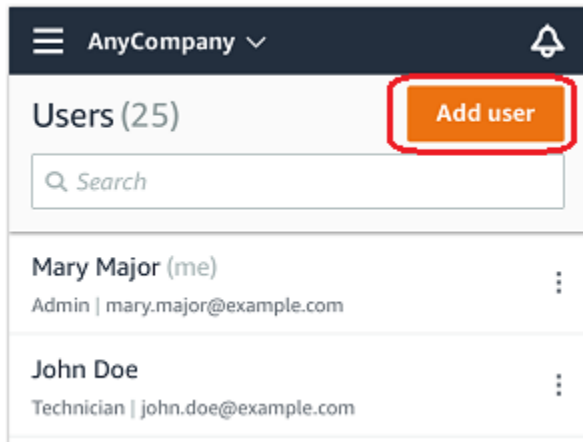 AnyCompany
Users (25)
Add user
Search
Mary Major (me)
Admin | mary.major@example.com
John Doe
Technician | john.doe@example.com